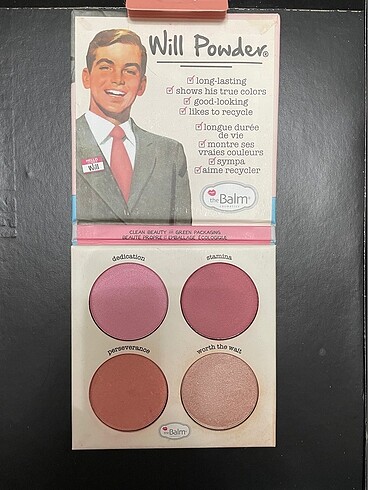 Will Powder®
long-lasting
shows his true colors
good-looking
likes to recycle
longue durée
de vie
montre ses
vraies couleurs
sympa
aime recycler
HELLO
Will
theBalm®
COSMETICS
CLEAN BEAUTY in GREEN PACKAGING
BEAUTÉ PROPRE // EMBALLAGE ÉCOLOGIQUE
dedication
stamina
perseverance
worth the wait
theBalm®